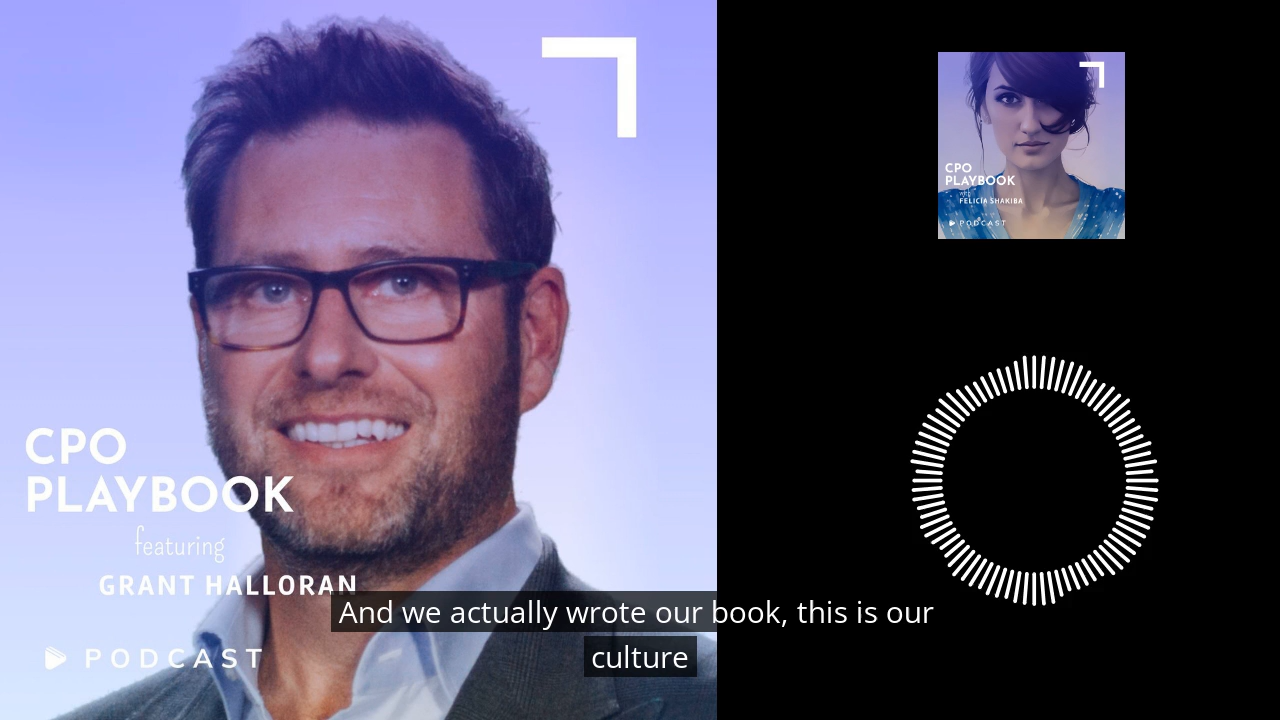 CPO
PLAYBOOK
featuring
GRANT HALLORAN
PODCAST
CPO
PLAYBOOK
with
FELICIA SHAKIBA
PODCAST
And we actually wrote our book, this is our
culture